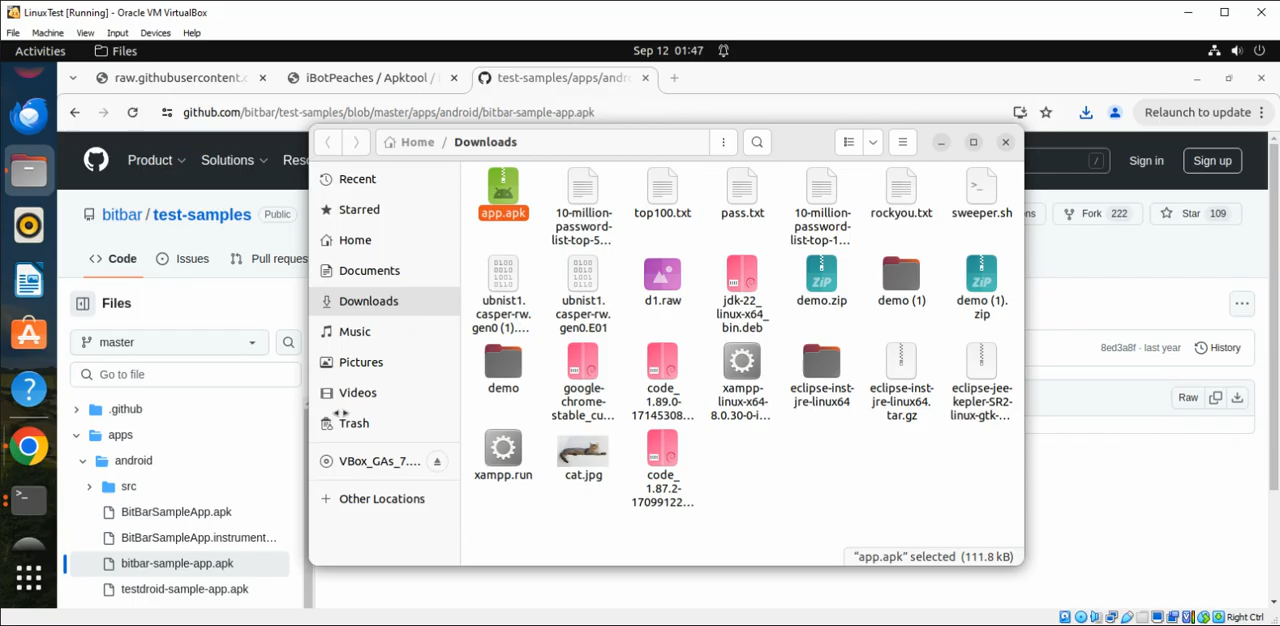 LinuxTest [Running] - Oracle VM VirtualBox
File Machine View Input Devices Help
Activities Files Sep 12 01:47
raw.githubusercontent.c iBotPeaches / Apktool / test-samples/apps/andr
github.com/bitbar/test-samples/blob/master/apps/android/bitbar-sample-app.apk Relaunch to update
Product Solutions Res / Sign in Sign up
bitbar / test-samples Public Fork 222 Star 109
Code Issues Pull reques
Files
master
Go to file
.github
apps
android
src
BitBarSampleApp.apk
BitBarSampleApp.instrument...
bitbar-sample-app.apk
testdroid-sample-app.apk
8ed3a8f · last year History
Raw
Home / Downloads
Recent
Starred
Home
Documents
Downloads
Music
Pictures
Videos
Trash
VBox_GAs_7....
Other Locations
app.apk
10-million-
password-
list-top-5...
top100.txt
pass.txt
10-million-
password-
list-top-1...
rockyou.txt
sweeper.sh
ubnist1.
casper-rw.
gen0 (1)....
ubnist1.
casper-rw.
gen0.E01
d1.raw
jdk-22_
linux-x64_
bin.deb
demo.zip
demo (1)
demo (1).
zip
demo
google-
chrome-
stable_cu...
code_
1.89.0-
17145308...
xampp-
linux-x64-
8.0.30-0-i...
eclipse-inst-
jre-linux64
eclipse-inst-
jre-linux64.
tar.gz
eclipse-jee-
kepler-SR2-
linux-gtk-...
xampp.run
cat.jpg
code_
1.87.2-
17099122...
"app.apk" selected (111.8 kB)
Right Ctrl